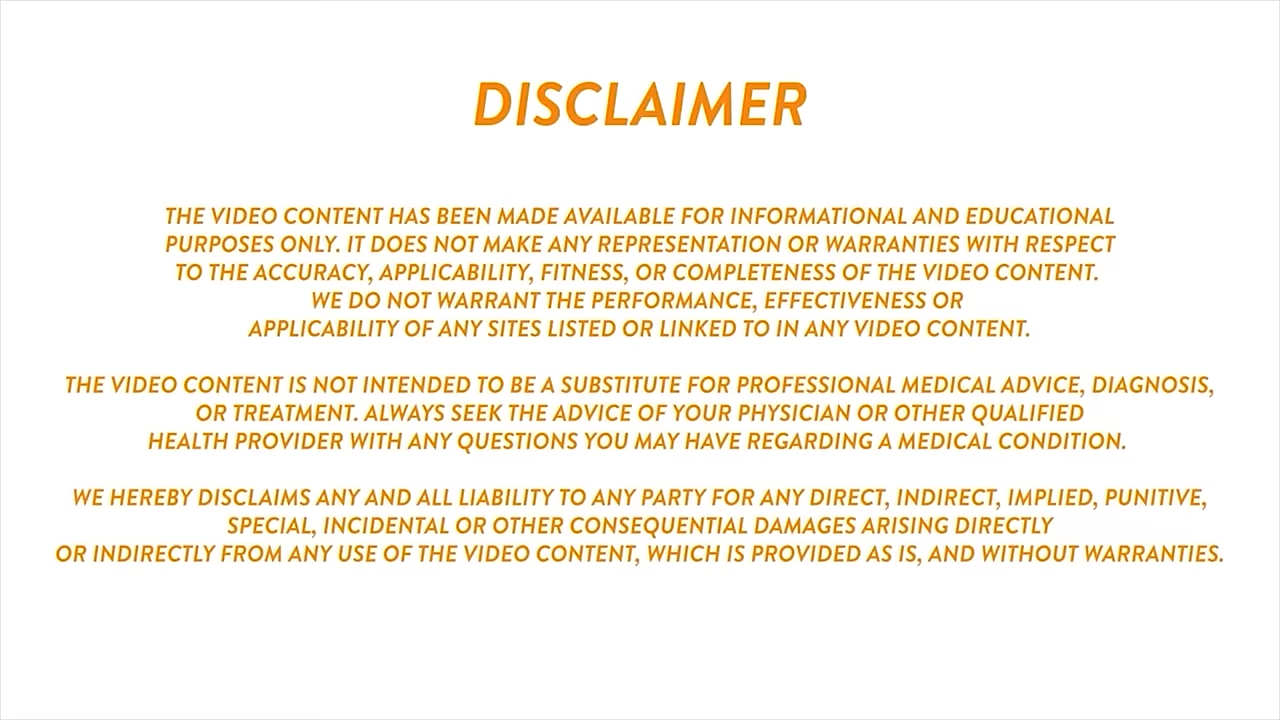 DISCLAIMER
THE VIDEO CONTENT HAS BEEN MADE AVAILABLE FOR INFORMATIONAL AND EDUCATIONAL
PURPOSES ONLY. IT DOES NOT MAKE ANY REPRESENTATION OR WARRANTIES WITH RESPECT
TO THE ACCURACY, APPLICABILITY, FITNESS, OR COMPLETENESS OF THE VIDEO CONTENT.
WE DO NOT WARRANT THE PERFORMANCE, EFFECTIVENESS OR
APPLICABILITY OF ANY SITES LISTED OR LINKED TO IN ANY VIDEO CONTENT.
THE VIDEO CONTENT IS NOT INTENDED TO BE A SUBSTITUTE FOR PROFESSIONAL MEDICAL ADVICE, DIAGNOSIS,
OR TREATMENT. ALWAYS SEEK THE ADVICE OF YOUR PHYSICIAN OR OTHER QUALIFIED
HEALTH PROVIDER WITH ANY QUESTIONS YOU MAY HAVE REGARDING A MEDICAL CONDITION.
WE HEREBY DISCLAIMS ANY AND ALL LIABILITY TO ANY PARTY FOR ANY DIRECT, INDIRECT, IMPLIED, PUNITIVE,
SPECIAL, INCIDENTAL OR OTHER CONSEQUENTIAL DAMAGES ARISING DIRECTLY
OR INDIRECTLY FROM ANY USE OF THE VIDEO CONTENT, WHICH IS PROVIDED AS IS, AND WITHOUT WARRANTIES.